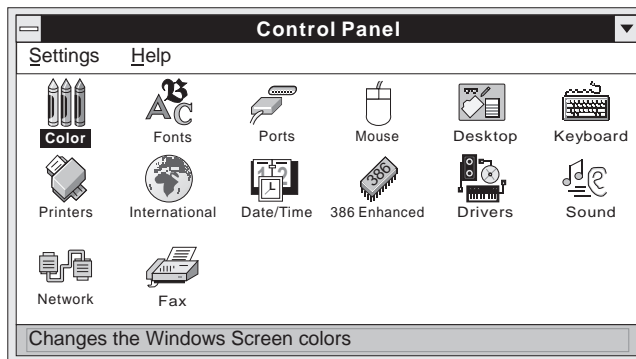 Control Panel
Settings Help
Color Fonts Ports Mouse Desktop Keyboard
Printers International Date/Time 386 Enhanced Drivers Sound
Network Fax
Changes the Windows Screen colors